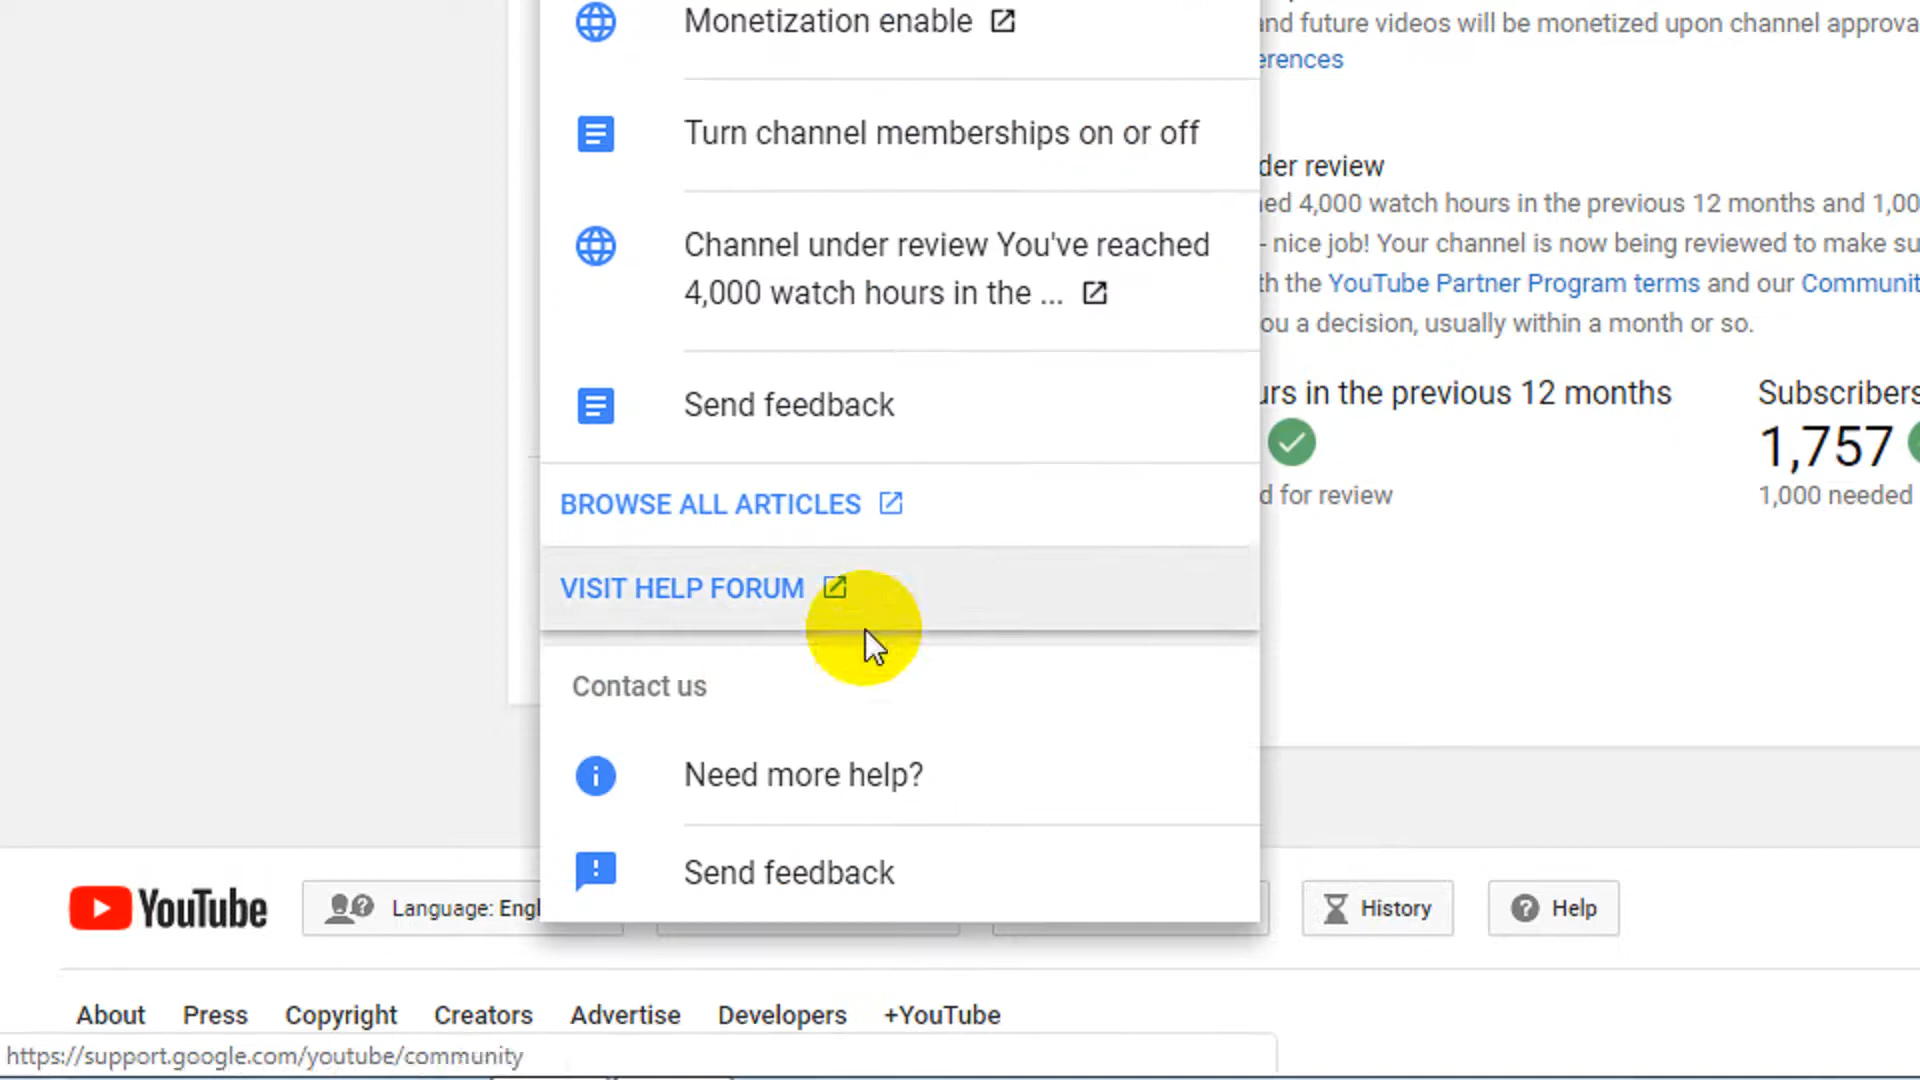 Monetization enable
Turn channel memberships on or off
Channel under review You've reached
4,000 watch hours in the ...
Send feedback
BROWSE ALL ARTICLES
VISIT HELP FORUM
Contact us
Need more help?
Send feedback
and future videos will be monetized upon channel approva
erences
der review
ed 4,000 watch hours in the previous 12 months and 1,00
- nice job! Your channel is now being reviewed to make su
th the YouTube Partner Program terms and our Communit
ou a decision, usually within a month or so.
urs in the previous 12 months
d for review
Subscribers
1,757
1,000 needed
YouTube
Language: Engl
History
Help
About Press Copyright Creators Advertise Developers +YouTube
https://support.google.com/youtube/community